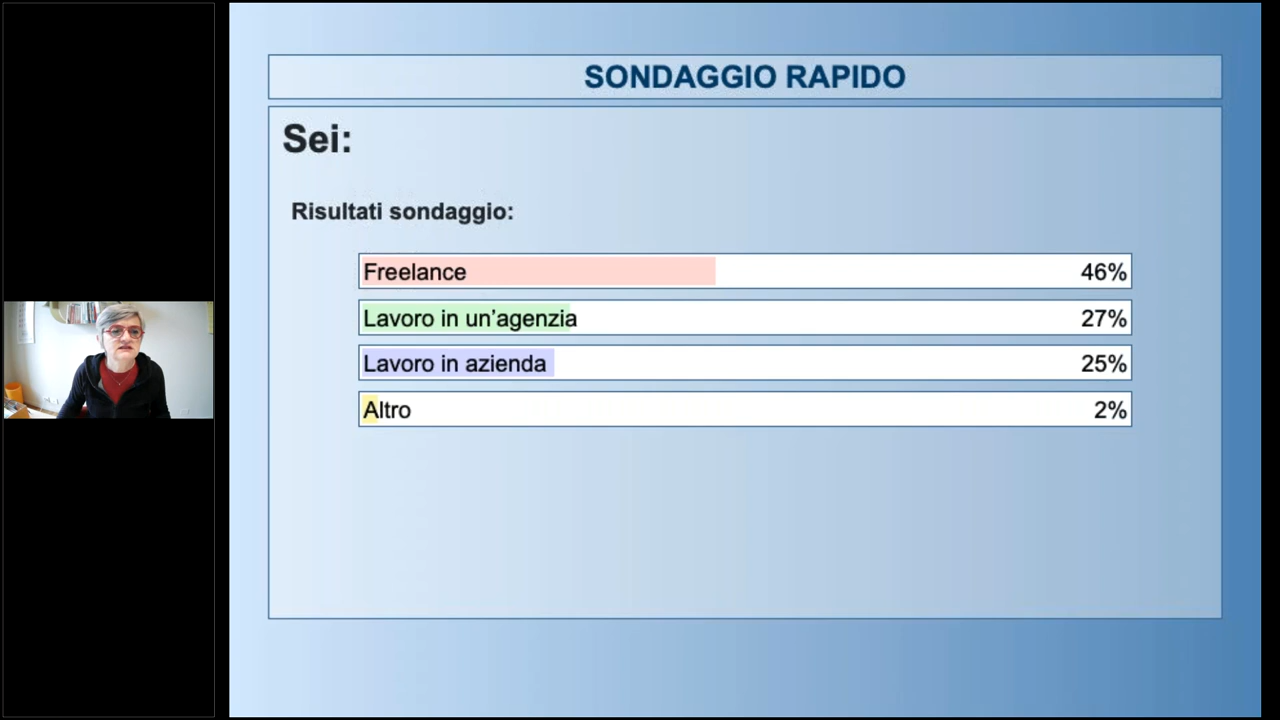 SONDAGGIO RAPIDO
Sei:
Risultati sondaggio:
Freelance 46%
Lavoro in un’agenzia 27%
Lavoro in azienda 25%
Altro 2%